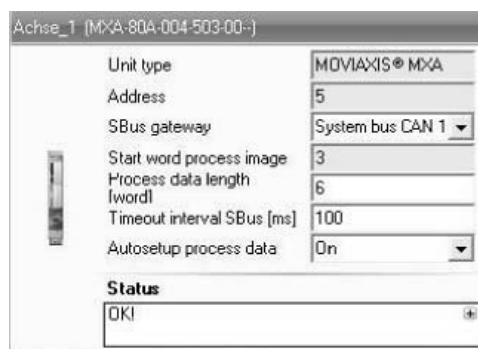 Achse_1 (MXA-80A-004-503-00--)
Unit type MOVIAXIS® MXA
Address 5
SBus gateway System bus CAN 1
Start word process image 3
Process data length [word] 6
Timeout interval SBus [ms] 100
Autosetup process data On
Status
OK!